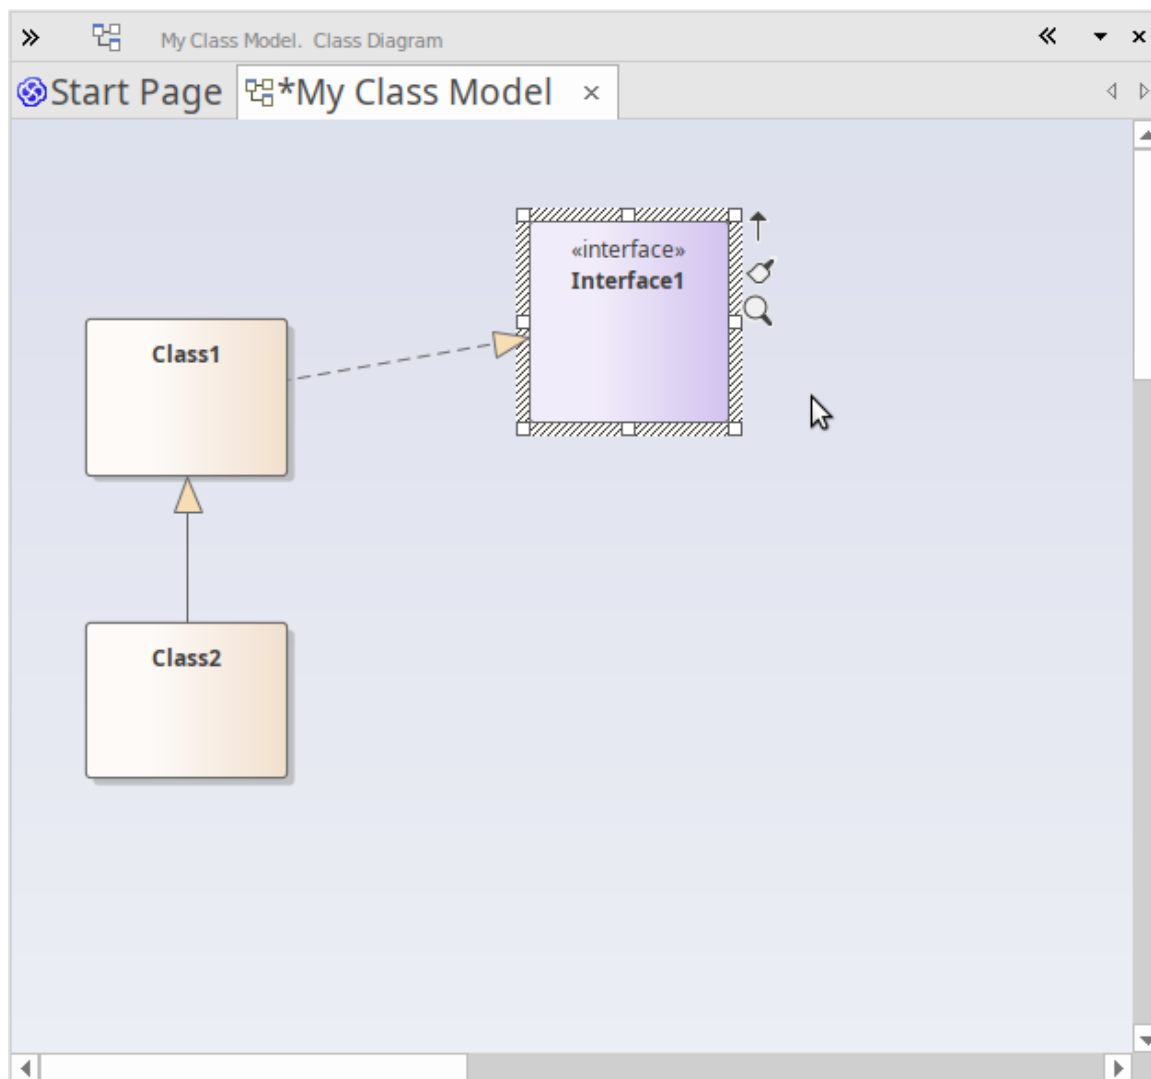 My Class Model.  Class Diagram
Start Page
*My Class Model
«interface»
Interface1
Class1
Class2